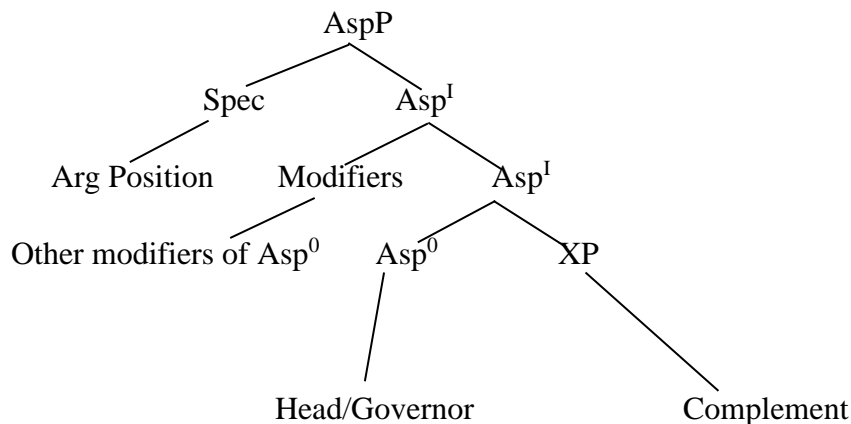 AspP
Spec Asp^I
Arg Position Modifiers Asp^I
Other modifiers of Asp^0 Asp^0 XP
Head/Governor Complement